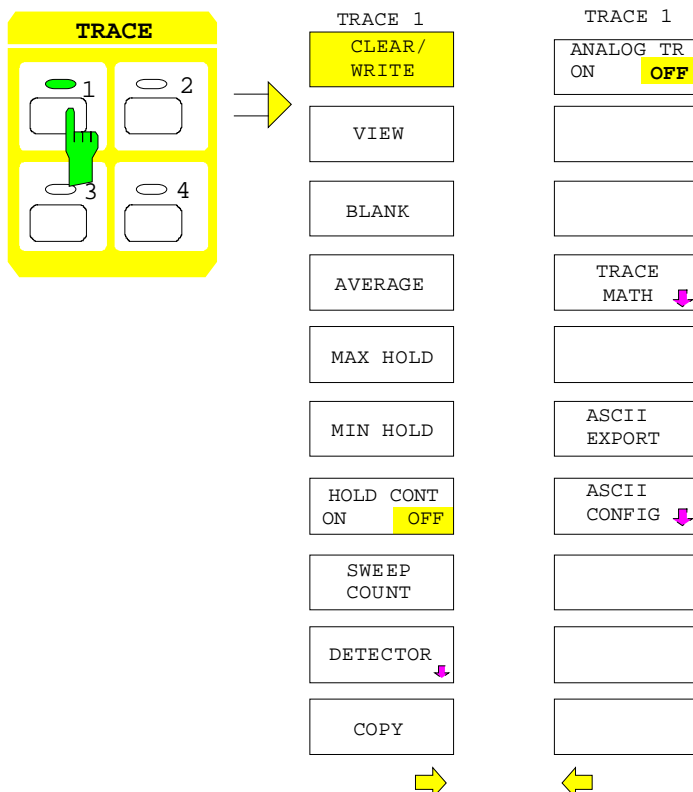 TRACE
1
2
3
4
TRACE 1
CLEAR/
WRITE
VIEW
BLANK
AVERAGE
MAX HOLD
MIN HOLD
HOLD CONT
ON OFF
SWEEP
COUNT
DETECTOR
COPY
TRACE 1
ANALOG TR
ON OFF
TRACE
MATH
ASCII
EXPORT
ASCII
CONFIG